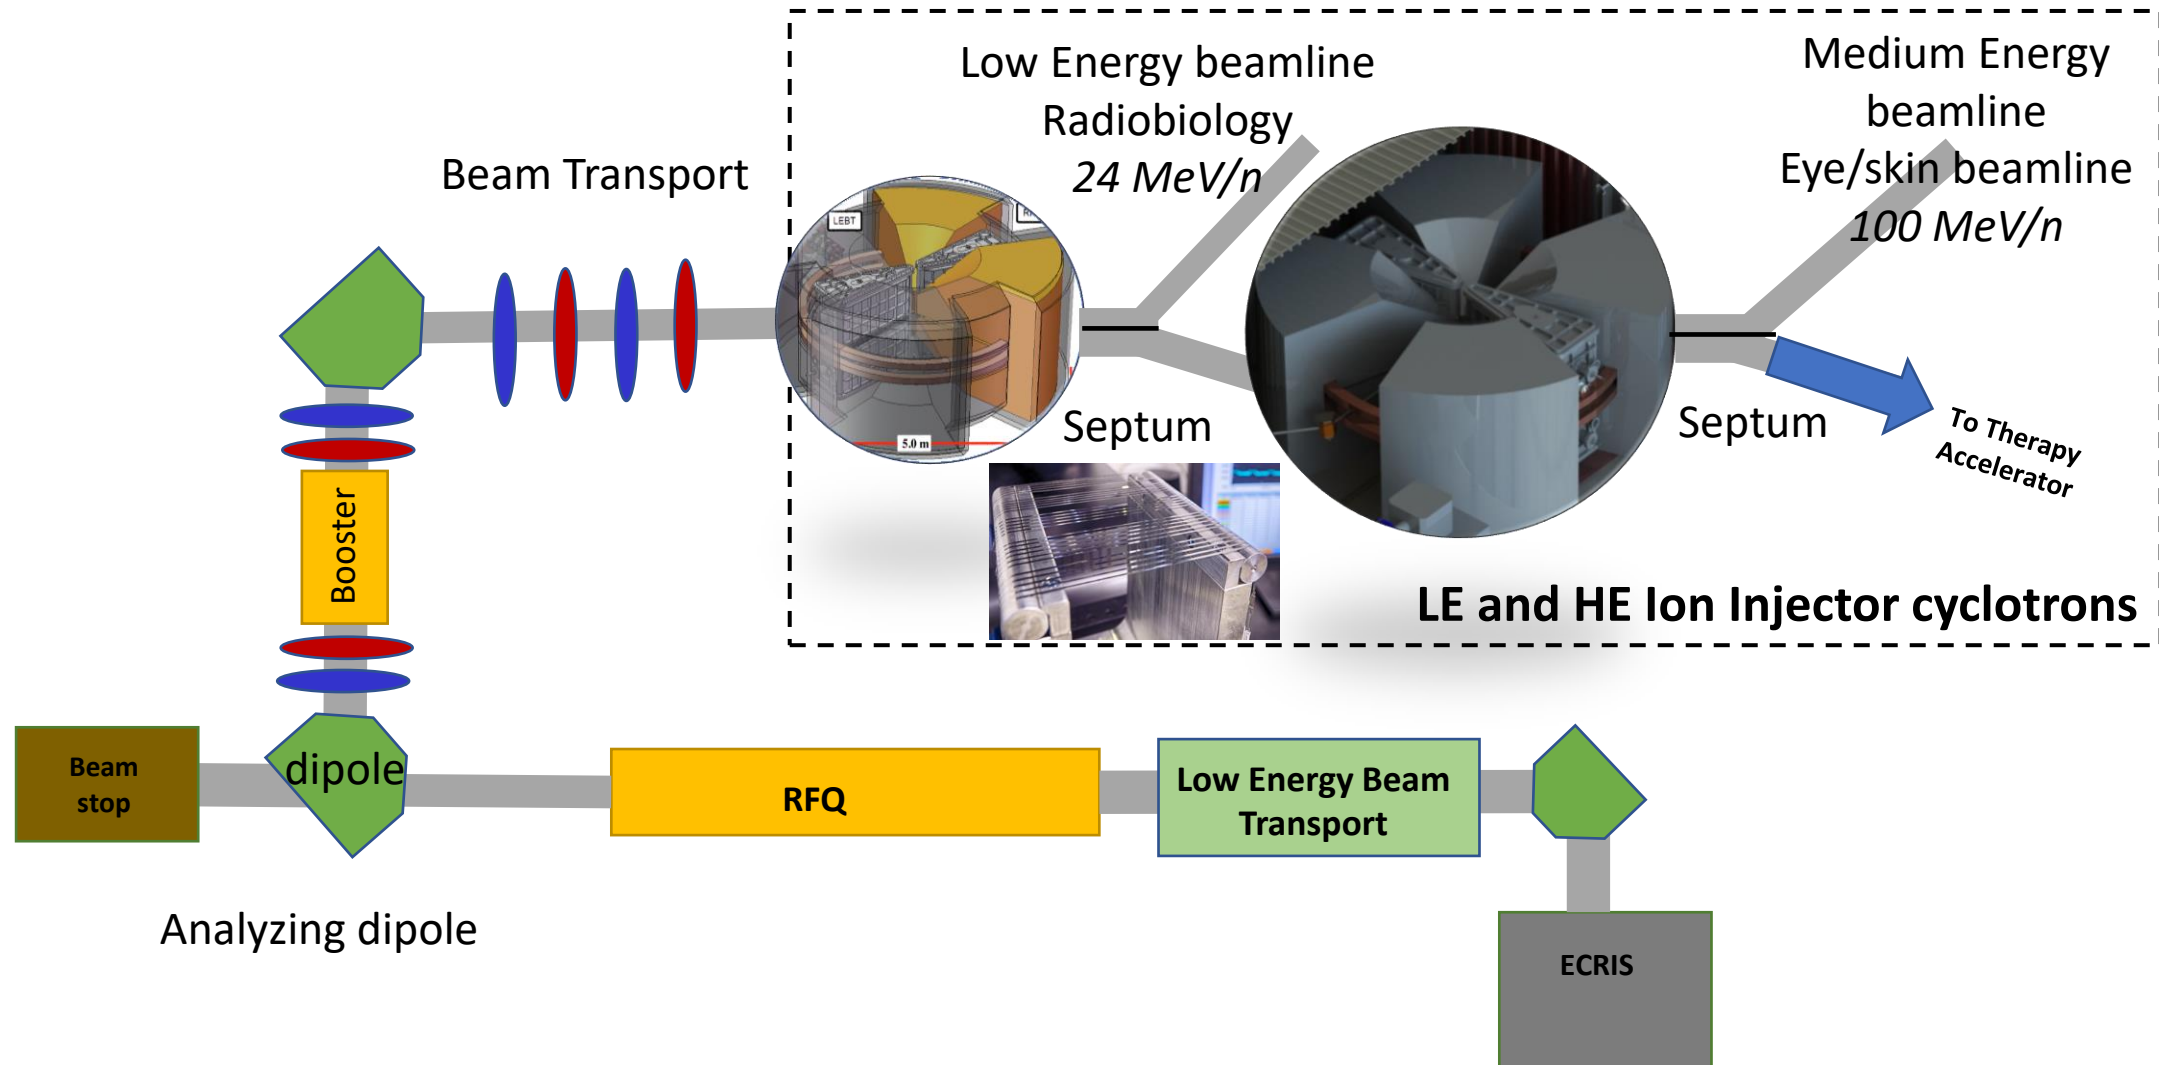 Low Energy beamline
Radiobiology
24 MeV/n
Medium Energy
beamline
Eye/skin beamline
100 MeV/n
Beam Transport
LEBT
5.0 m
Septum
Septum
To Therapy
Accelerator
Booster
LE and HE Ion Injector cyclotrons
Beam
stop
dipole
RFQ
Low Energy Beam
Transport
Analyzing dipole
ECRIS